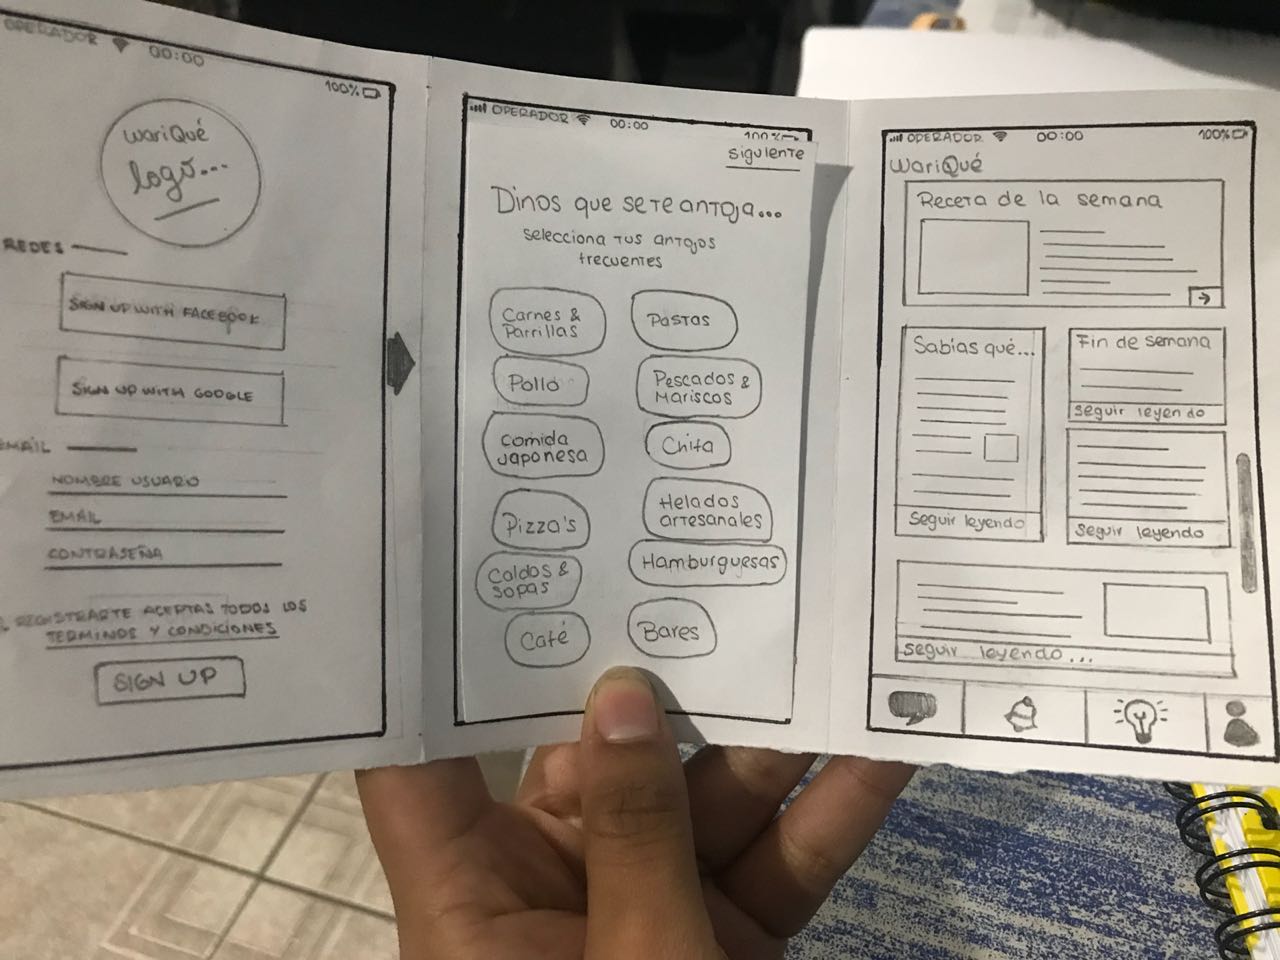 OPERADOR 00:00
100%
wariQué
logo...
REDES
SIGN UP WITH FACEBOOK
SIGN UP WITH GOOGLE
EMAIL
NOMBRE USUARIO
EMAIL
CONTRASEÑA
REGISTRARTE ACEPTAS TODOS LOS
TERMINOS Y CONDICIONES
SIGN UP
OPERADOR 00:00
100%
siguiente
Dinos que se te antoja...
selecciona tus antojos
frecuentes
Carnes &
Parrillas
Pastas
Pollo
Pescados &
Mariscos
Comida
Japonesa
Chifa
Pizza's
Helados
artesanales
Caldos &
sopas
Hamburguesas
Café
Bares
OPERADOR 00:00 100%
WariQué
Receta de la semana
Sabias qué...
Seguir leyendo
Fin de semana
seguir leyendo
Seguir leyendo
seguir leyendo...